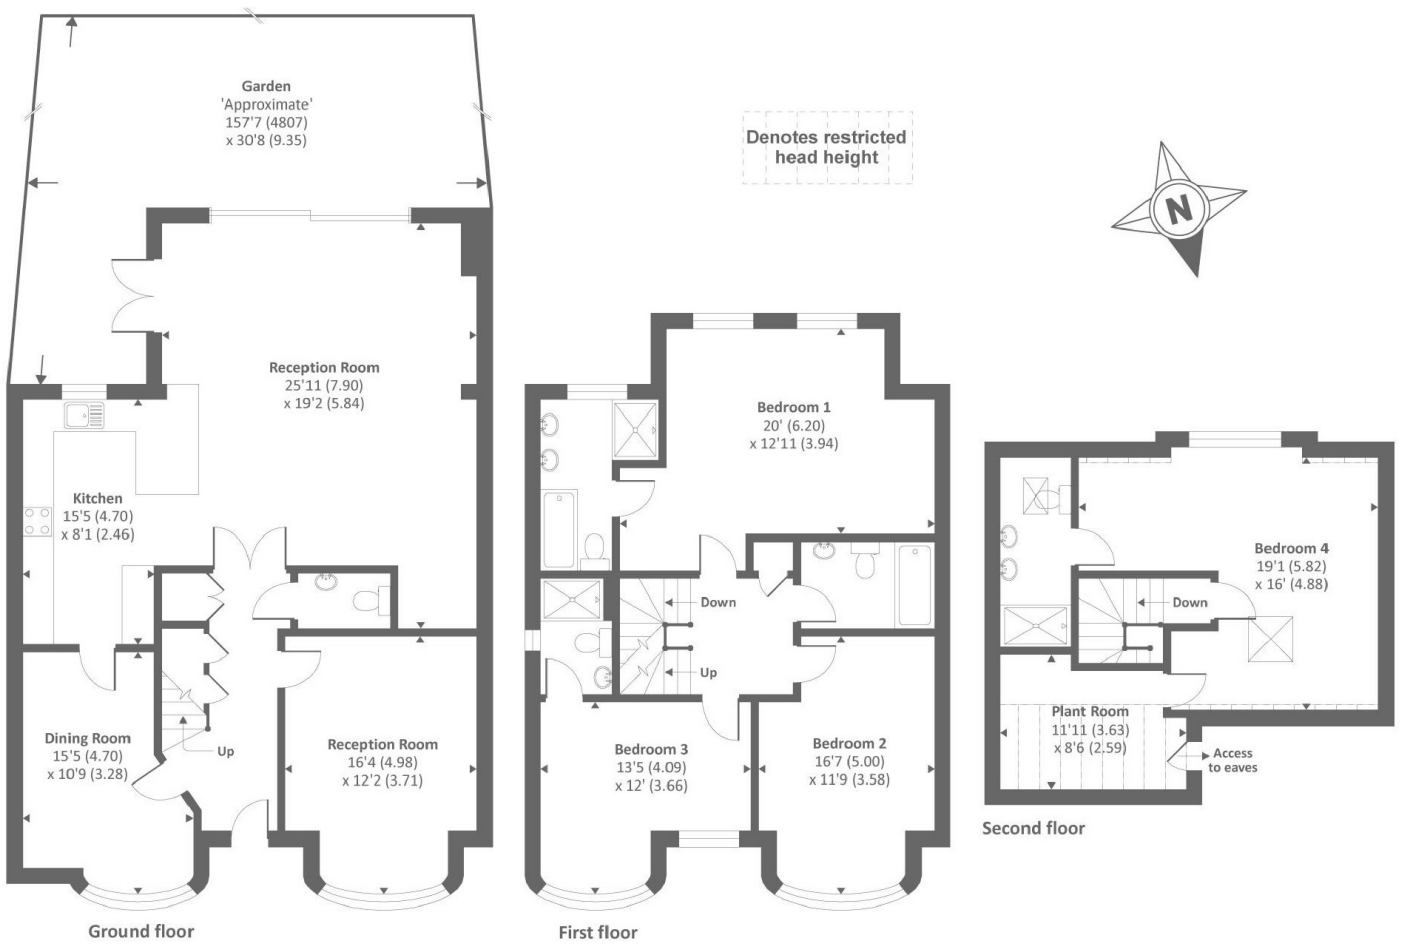 Garden
'Approximate'
157'7 (4807)
x 30'8 (9.35)
Denotes restricted
head height
N
Reception Room
25'11 (7.90)
x 19'2 (5.84)
Kitchen
15'5 (4.70)
x 8'1 (2.46)
Dining Room
15'5 (4.70)
x 10'9 (3.28)
Up
Reception Room
16'4 (4.98)
x 12'2 (3.71)
Ground floor
Bedroom 1
20' (6.20)
x 12'11 (3.94)
Down
Up
Bedroom 3
13'5 (4.09)
x 12' (3.66)
Bedroom 2
16'7 (5.00)
x 11'9 (3.58)
First floor
Bedroom 4
19'1 (5.82)
x 16' (4.88)
Down
Plant Room
11'11 (3.63)
x 8'6 (2.59)
Access
to eaves
Second floor